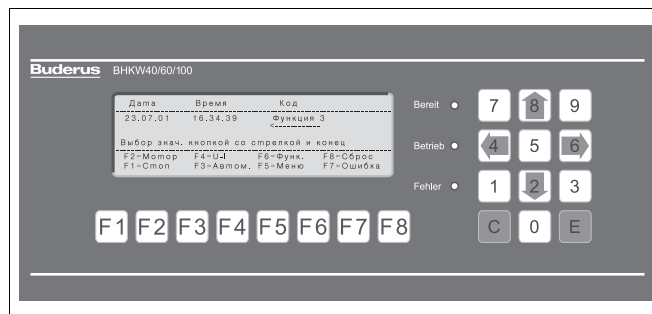 Buderus BHKW40/60/100
Дата Время Код
23.07.01 16.34.39 Функция 3
<-----------
Выбор знач. кнопкой со стрелкой и конец
F2=Мотор F4=U-I F6=Функ. F8=Сброс
F1=Стоп F3=Автом. F5=Меню F7=Ошибка
Bereit
Betrieb
Fehler
7 8 9
4 5 6
1 2 3
C 0 E
F1 F2 F3 F4 F5 F6 F7 F8